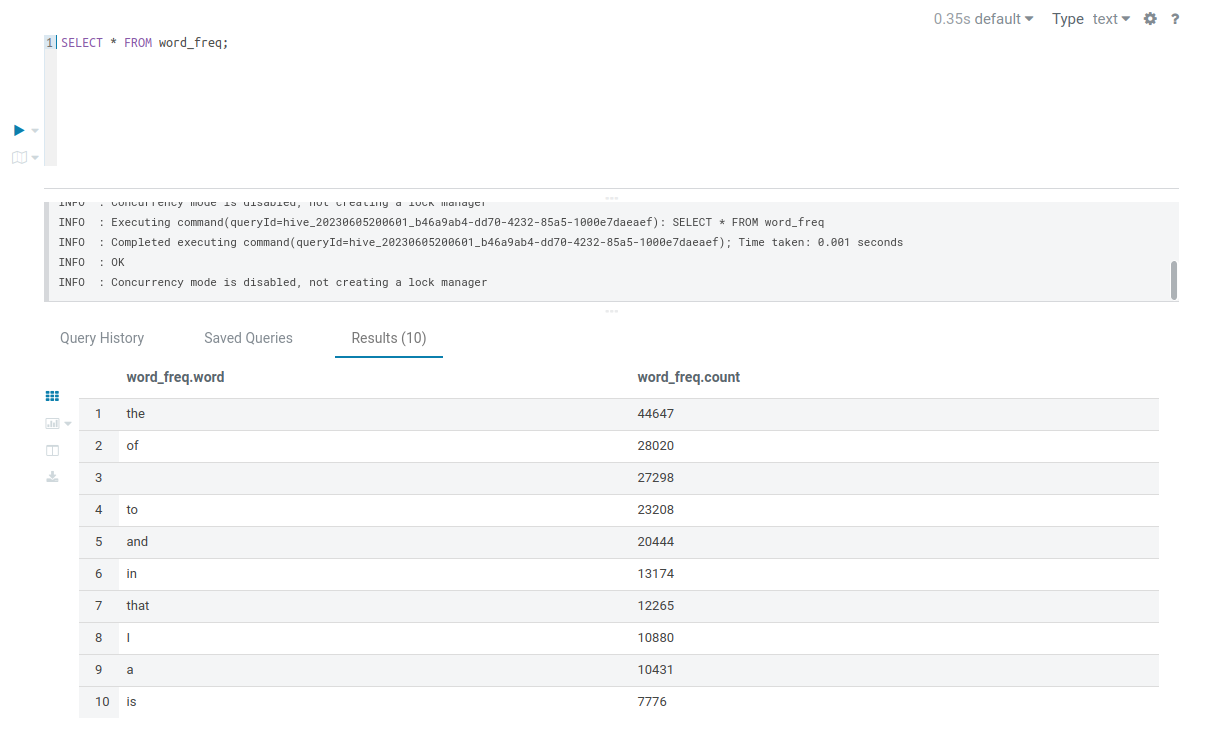 0.35s default Type text ?
1 SELECT * FROM word_freq;
INFO : Concurrency mode is disabled, not creating a lock manager
INFO : Executing command(queryId=hive_20230605200601_b46a9ab4-dd70-4232-85a5-1000e7daeaef): SELECT * FROM word_freq
INFO : Completed executing command(queryId=hive_20230605200601_b46a9ab4-dd70-4232-85a5-1000e7daeaef); Time taken: 0.001 seconds
INFO : OK
INFO : Concurrency mode is disabled, not creating a lock manager
Query History Saved Queries Results (10)
word_freq.word word_freq.count
1 the 44647
2 of 28020
3 27298
4 to 23208
5 and 20444
6 in 13174
7 that 12265
8 I 10880
9 a 10431
10 is 7776